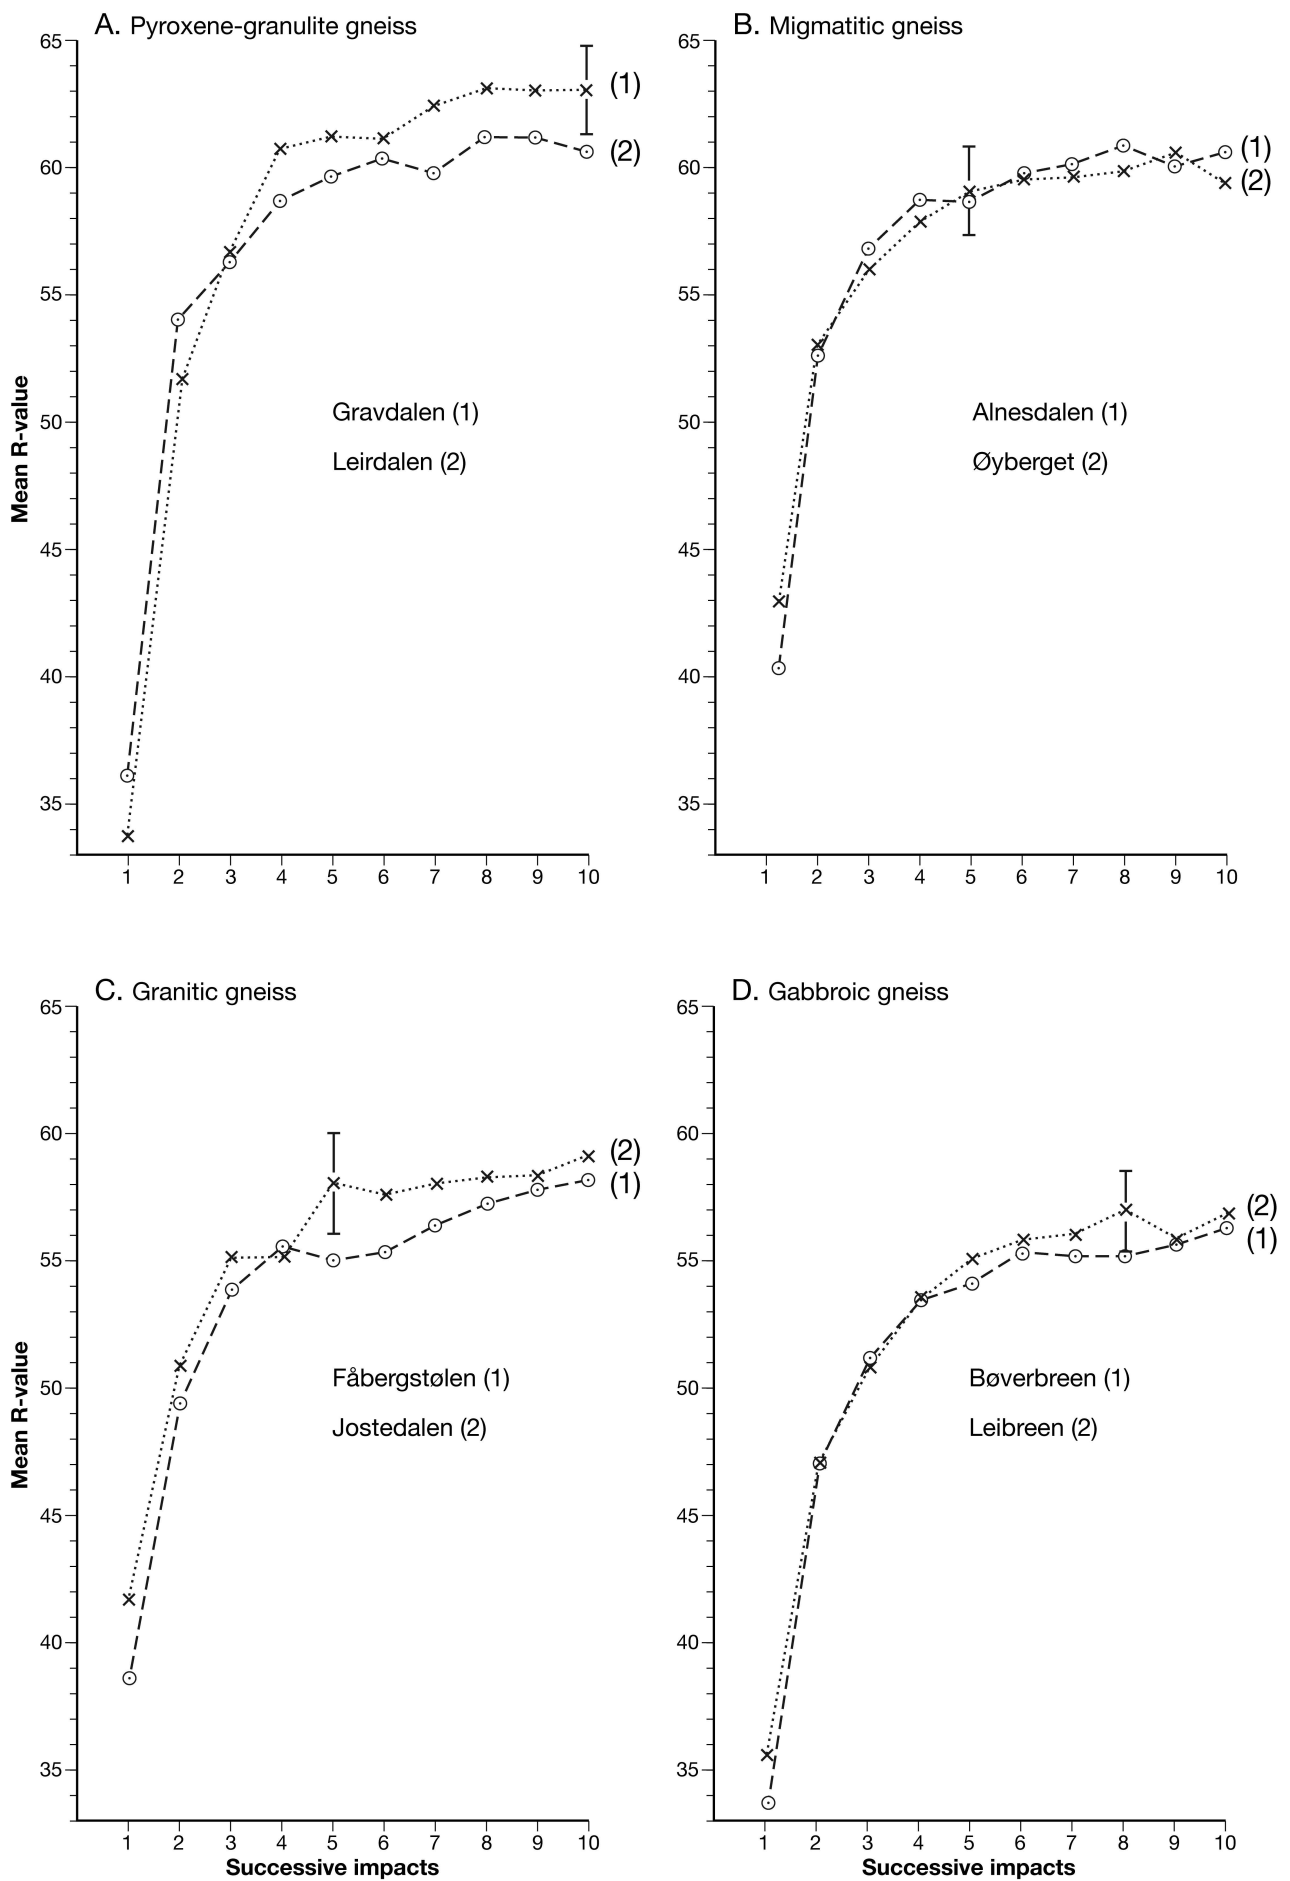 A. Pyroxene-granulite gneiss
65
60
55
50
45
40
35
Mean R-value
(1)
(2)
Gravdalen (1)
Leirdalen (2)
1 2 3 4 5 6 7 8 9 10
B. Migmatitic gneiss
65
60
55
50
45
40
35
(1)
(2)
Alnesdalen (1)
Øyberget (2)
1 2 3 4 5 6 7 8 9 10
C. Granitic gneiss
65
60
55
50
45
40
35
Mean R-value
(2)
(1)
Fåbergstølen (1)
Jostedalen (2)
1 2 3 4 5 6 7 8 9 10
Successive impacts
D. Gabbroic gneiss
65
60
55
50
45
40
35
(2)
(1)
Bøverbreen (1)
Leibreen (2)
1 2 3 4 5 6 7 8 9 10
Successive impacts